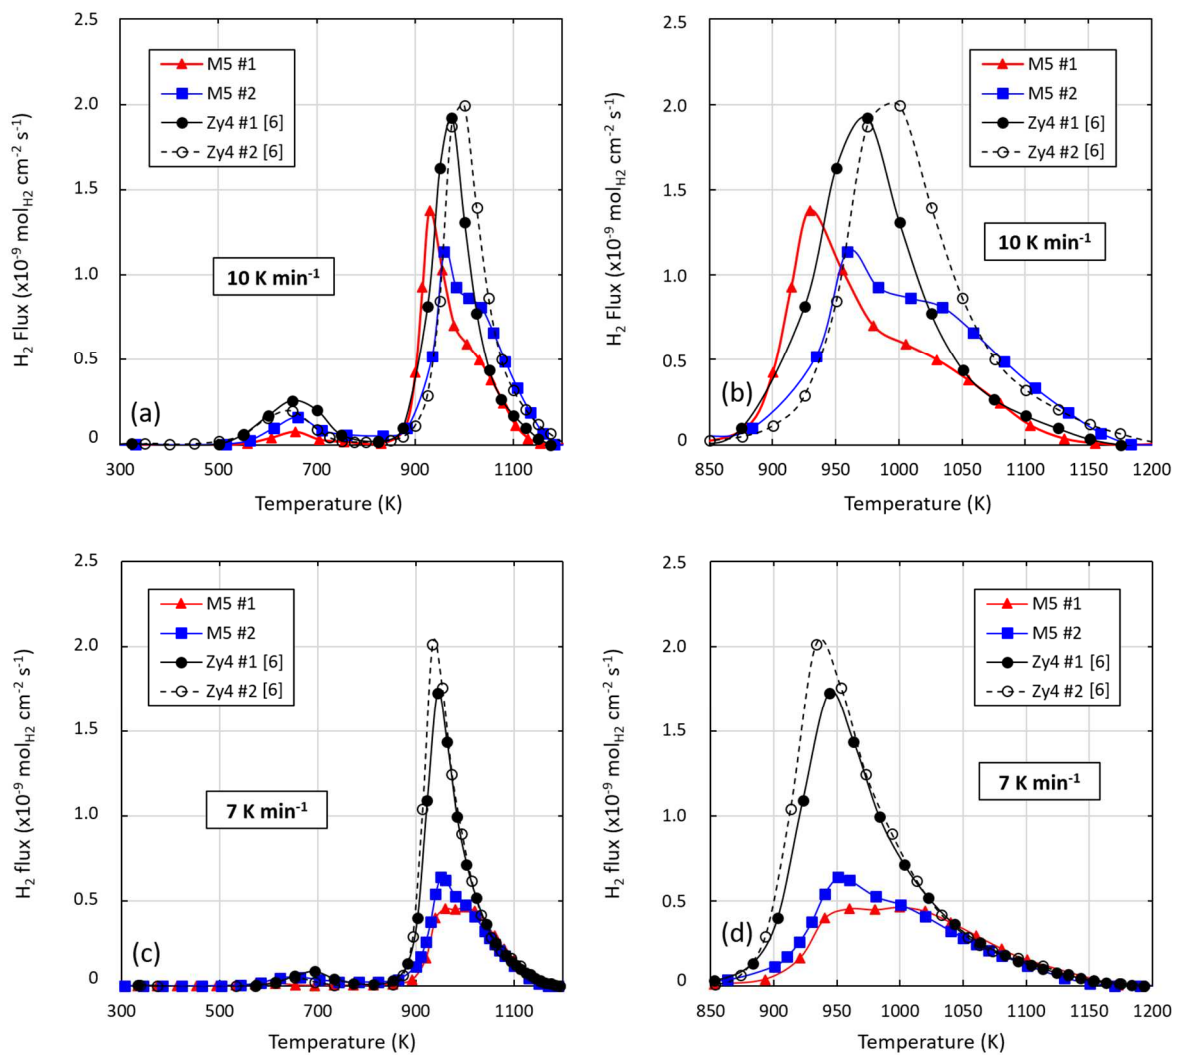 H2 Flux (x10-9 molH2 cm-2 s-1)
2.5
2.0
1.5
1.0
0.5
0
M5 #1
M5 #2
Zy4 #1 [6]
Zy4 #2 [6]
10 K min-1
(a)
300 500 700 900 1100
Temperature (K)
H2 Flux (x10-9 molH2 cm-2 s-1)
2.5
2.0
1.5
1.0
0.5
0
M5 #1
M5 #2
Zy4 #1 [6]
Zy4 #2 [6]
10 K min-1
(b)
850 900 950 1000 1050 1100 1150 1200
Temperature (K)
H2 flux (x10-9 molH2 cm-2 s-1)
2.5
2.0
1.5
1.0
0.5
0
M5 #1
M5 #2
Zy4 #1 [6]
Zy4 #2 [6]
7 K min-1
(c)
300 500 700 900 1100
Temperature (K)
H2 flux (x10-9 molH2 cm-2 s-1)
2.5
2.0
1.5
1.0
0.5
0
M5 #1
M5 #2
Zy4 #1 [6]
Zy4 #2 [6]
7 K min-1
(d)
850 900 950 1000 1050 1100 1150 1200
Temperature (K)